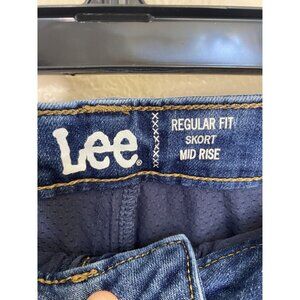 Lee®
REGULAR FIT
SKORT
MID RISE